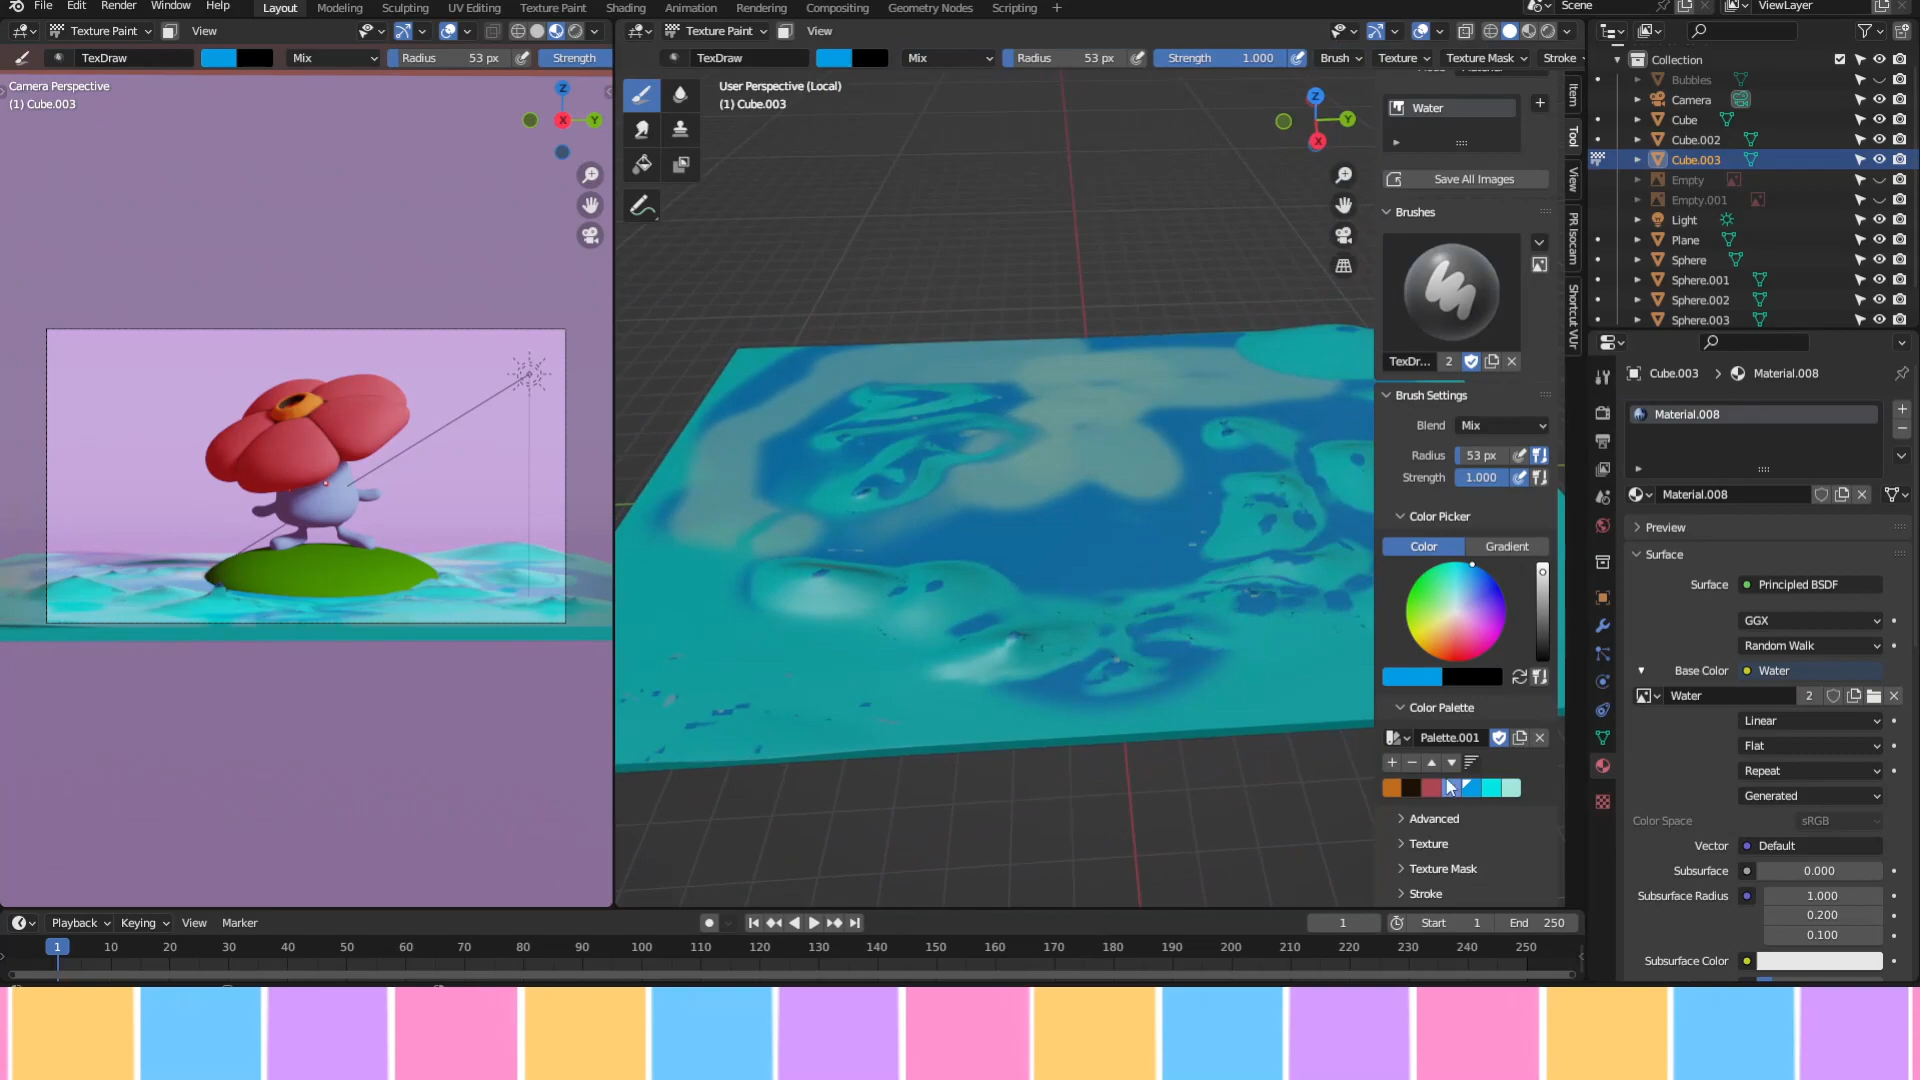 File Edit Render Window Help Layout Modeling Sculpting UV Editing Texture Paint Shading Animation Rendering Compositing Geometry Nodes Scripting + Scene ViewLayer
Texture Paint View
Texture Paint View
TexDraw Mix Radius 53 px Strength
TexDraw Mix Radius 53 px Strength 1.000 Brush Texture Texture Mask Stroke
Camera Perspective
(1) Cube.003
Z
X
Y
User Perspective (Local)
(1) Cube.003
Z
Y
X
Water
Save All Images
Brushes
TexDr... 2
Brush Settings
Blend Mix
Radius 53 px
Strength 1.000
Color Picker
Color Gradient
Color Palette
Palette.001
Advanced
Texture
Texture Mask
Stroke
Item
Tool
View
PR Isocam
Shortcut VUr
Collection
Bubbles
Camera
Cube
Cube.002
Cube.003
Empty
Empty.001
Light
Plane
Sphere
Sphere.001
Sphere.002
Sphere.003
Cube.003 > Material.008
Material.008
Material.008
Preview
Surface
Surface Principled BSDF
GGX
Random Walk
Base Color Water
Water 2
Linear
Flat
Repeat
Generated
Color Space sRGB
Vector Default
Subsurface 0.000
Subsurface Radius 1.000
0.200
0.100
Subsurface Color
Playback Keying View Marker 1 Start 1 End 250
1 10 20 30 40 50 60 70 80 90 100 110 120 130 140 150 160 170 180 190 200 210 220 230 240 250